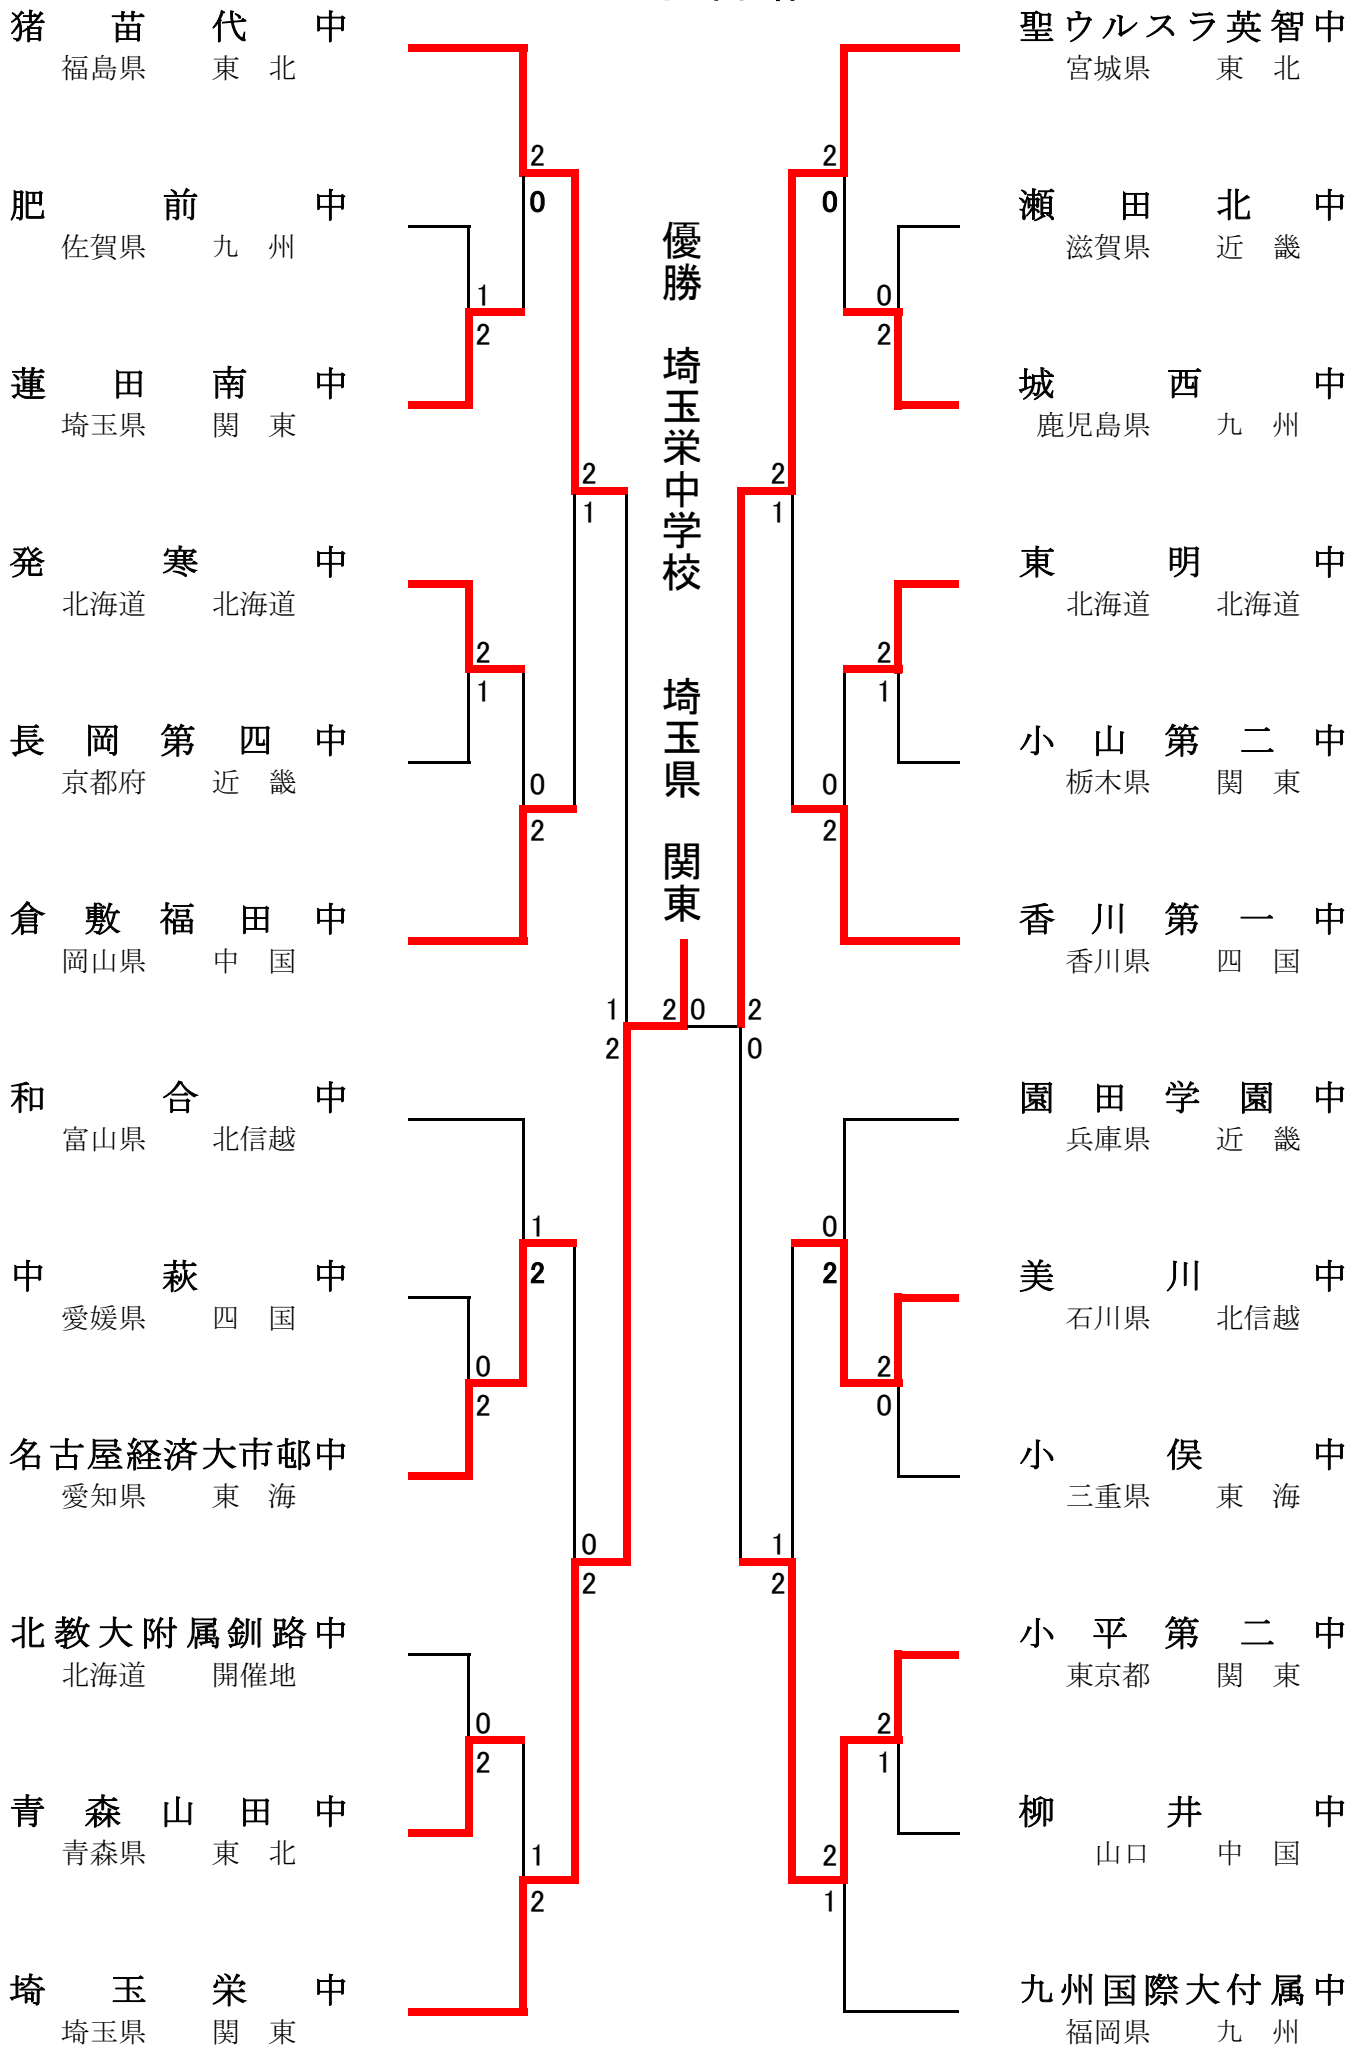 猪苗代中
福島県 東北
2
0
肥前中
佐賀県 九州
1
2
蓮田南中
埼玉県 関東
2
1
発寒中
北海道 北海道
2
1
長岡第四中
京都府 近畿
0
2
倉敷福田中
岡山県 中国
1
2
和合中
富山県 北信越
1
2
中萩中
愛媛県 四国
0
2
名古屋経済大市邨中
愛知県 東海
0
2
北教大附属釧路中
北海道 開催地
0
2
青森山田中
青森県 東北
1
2
埼玉栄中
埼玉県 関東
優勝 埼玉栄中学校 埼玉県 関東
2 0
聖ウルスラ英智中
宮城県 東北
2
0
瀬田北中
滋賀県 近畿
0
2
城西中
鹿児島県 九州
2
1
東明中
北海道 北海道
2
1
小山第二中
栃木県 関東
0
2
香川第一中
香川県 四国
2
0
園田学園中
兵庫県 近畿
0
2
美川中
石川県 北信越
2
0
小俣中
三重県 東海
1
2
小平第二中
東京都 関東
2
1
柳井中
山口 中国
2
1
九州国際大付属中
福岡県 九州